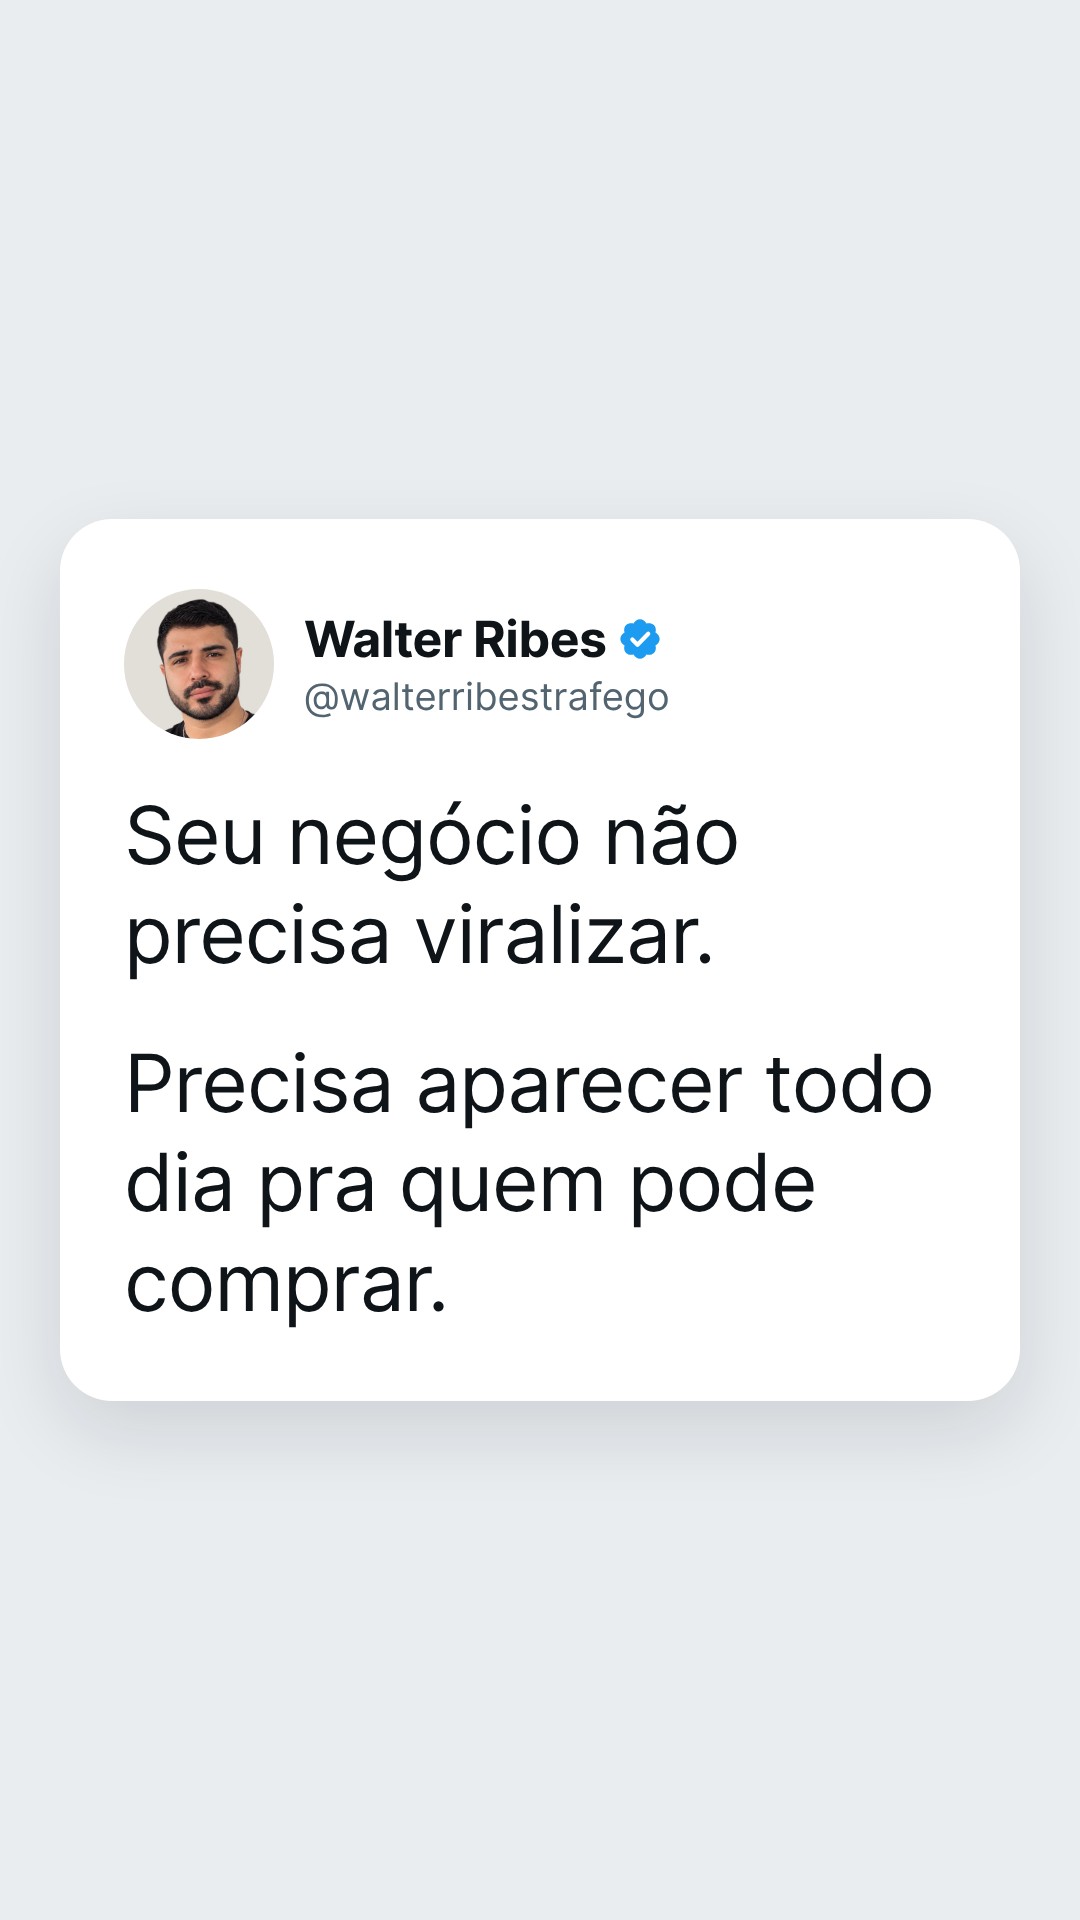 Walter Ribes
@walterribestrafego
Seu negócio não
precisa viralizar.
Precisa aparecer todo
dia pra quem pode
comprar.